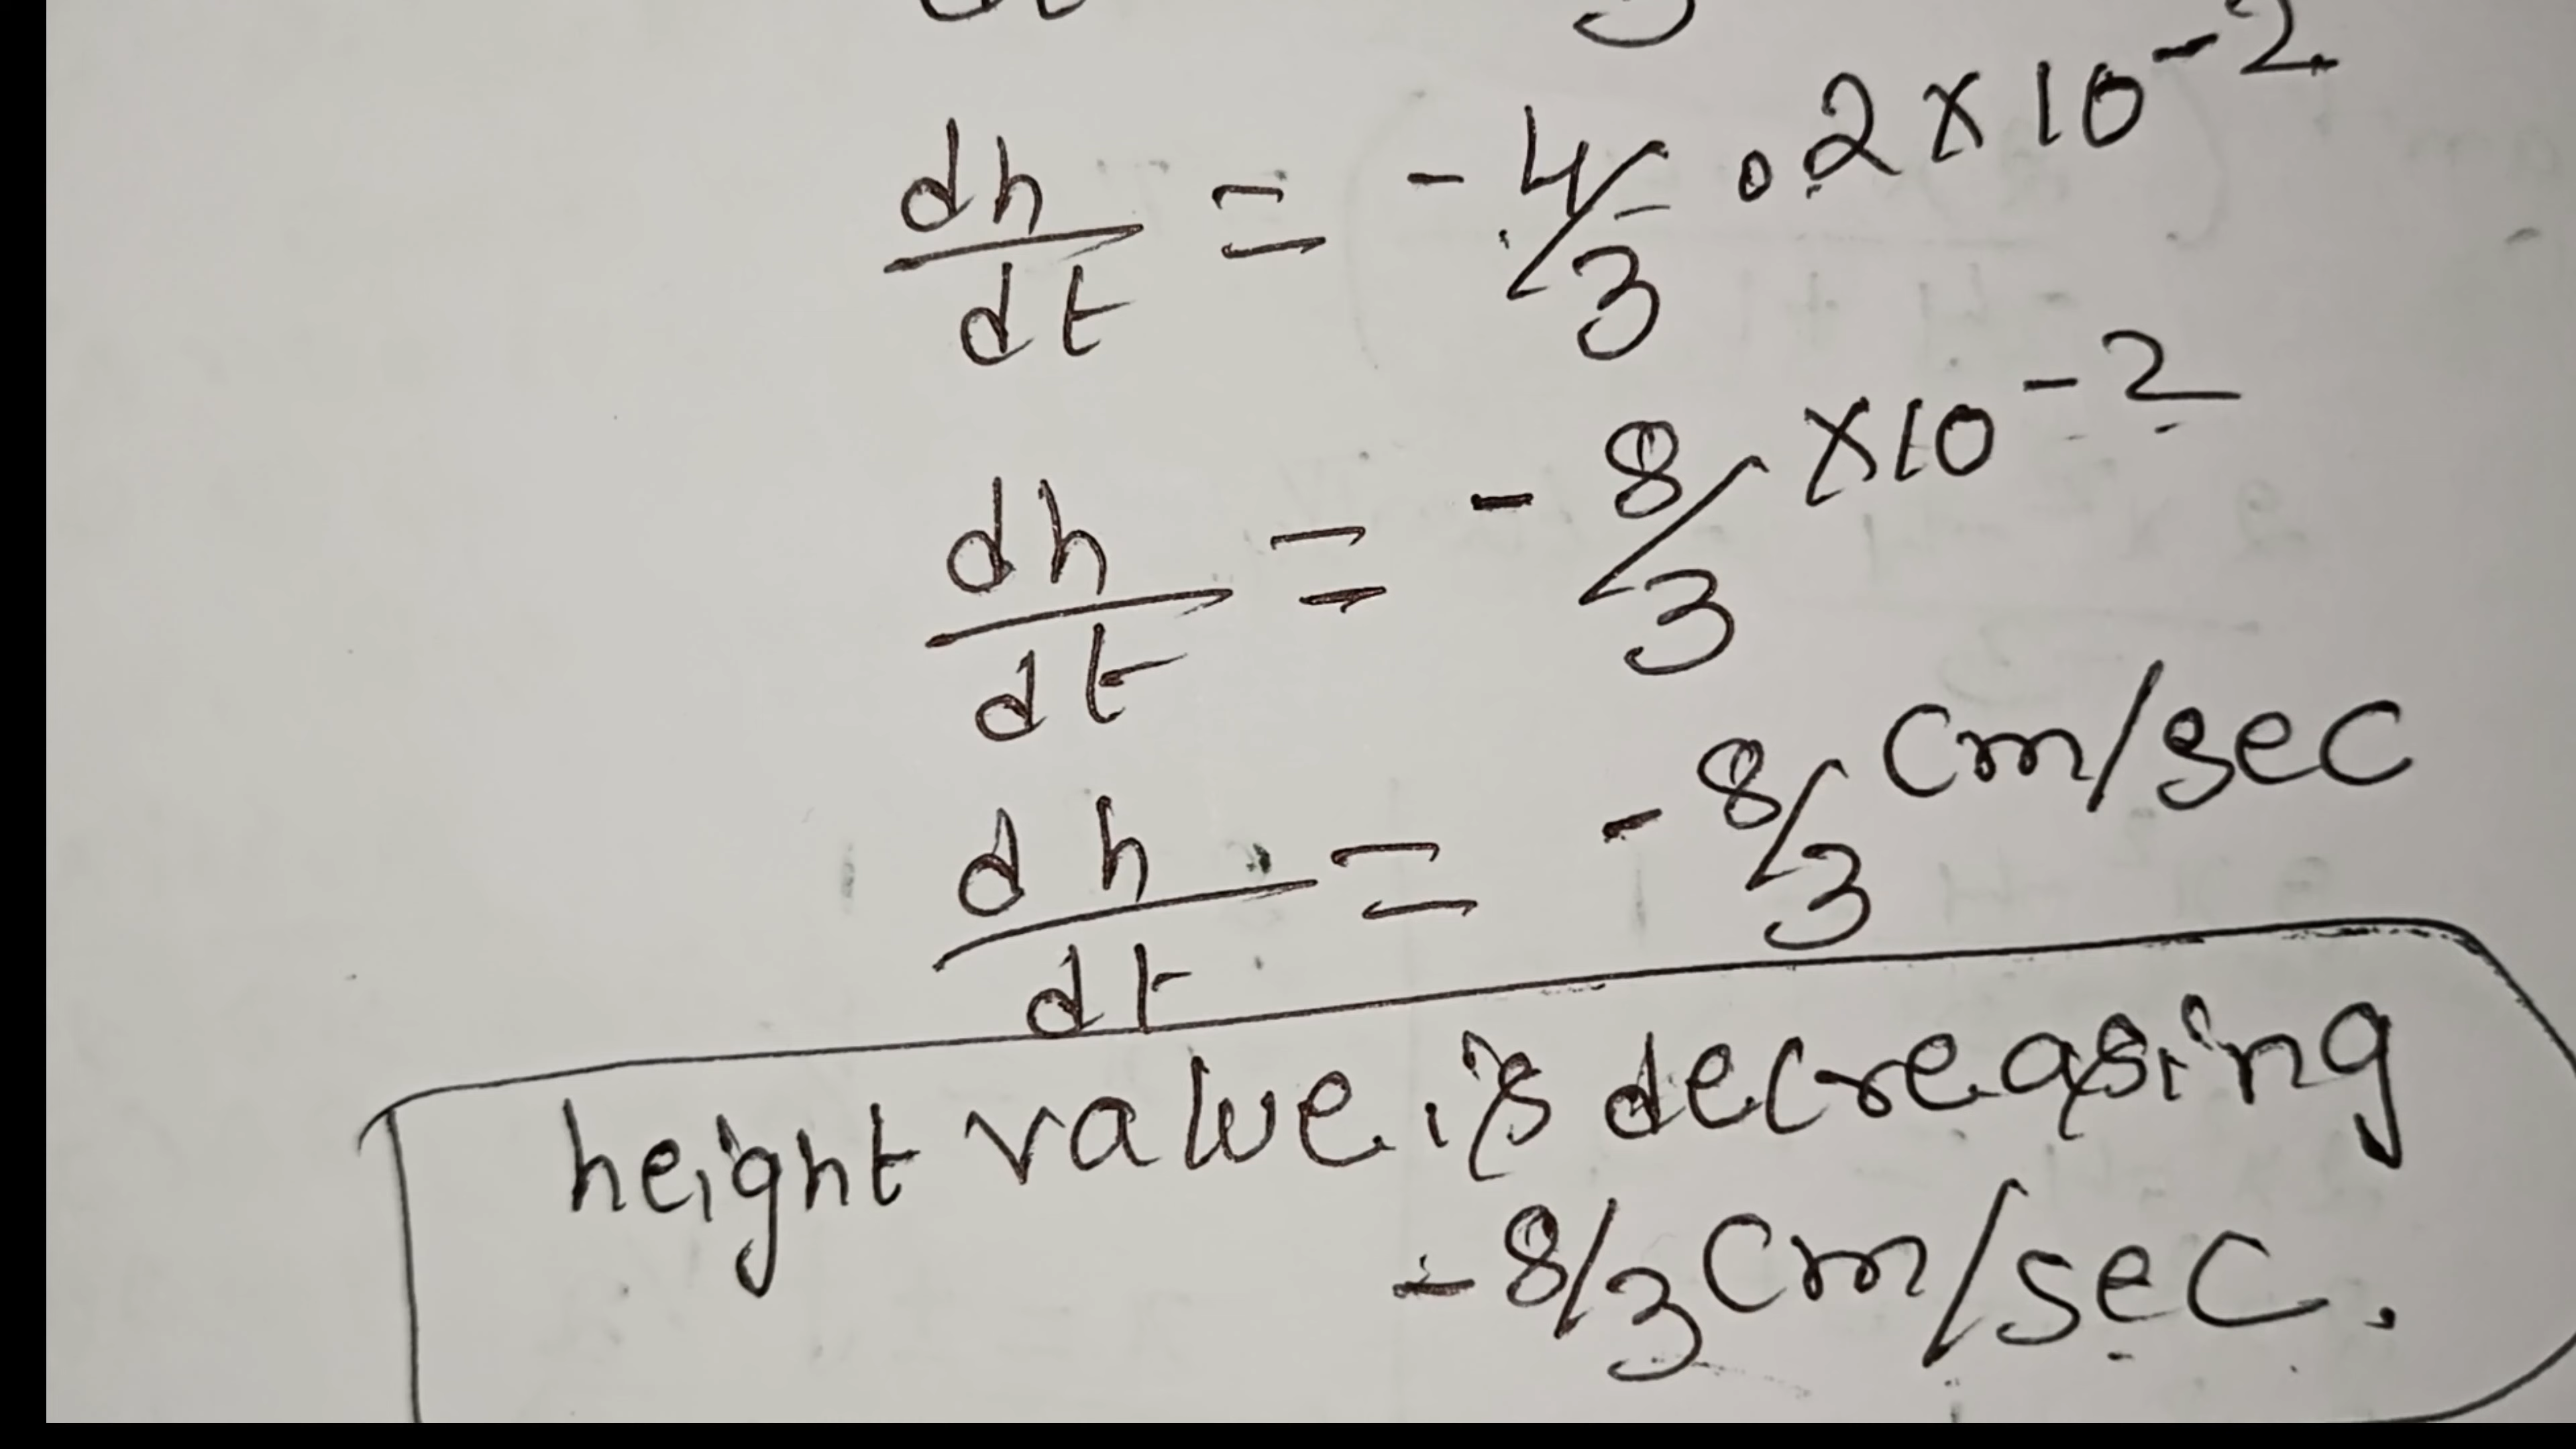 dh/dt = - 4/3 . 2 × 10⁻²
dh/dt = - 8/3 × 10⁻²
dh/dt = - 8/3 cm/sec
height value is decreasing
- 8/3 cm/sec.